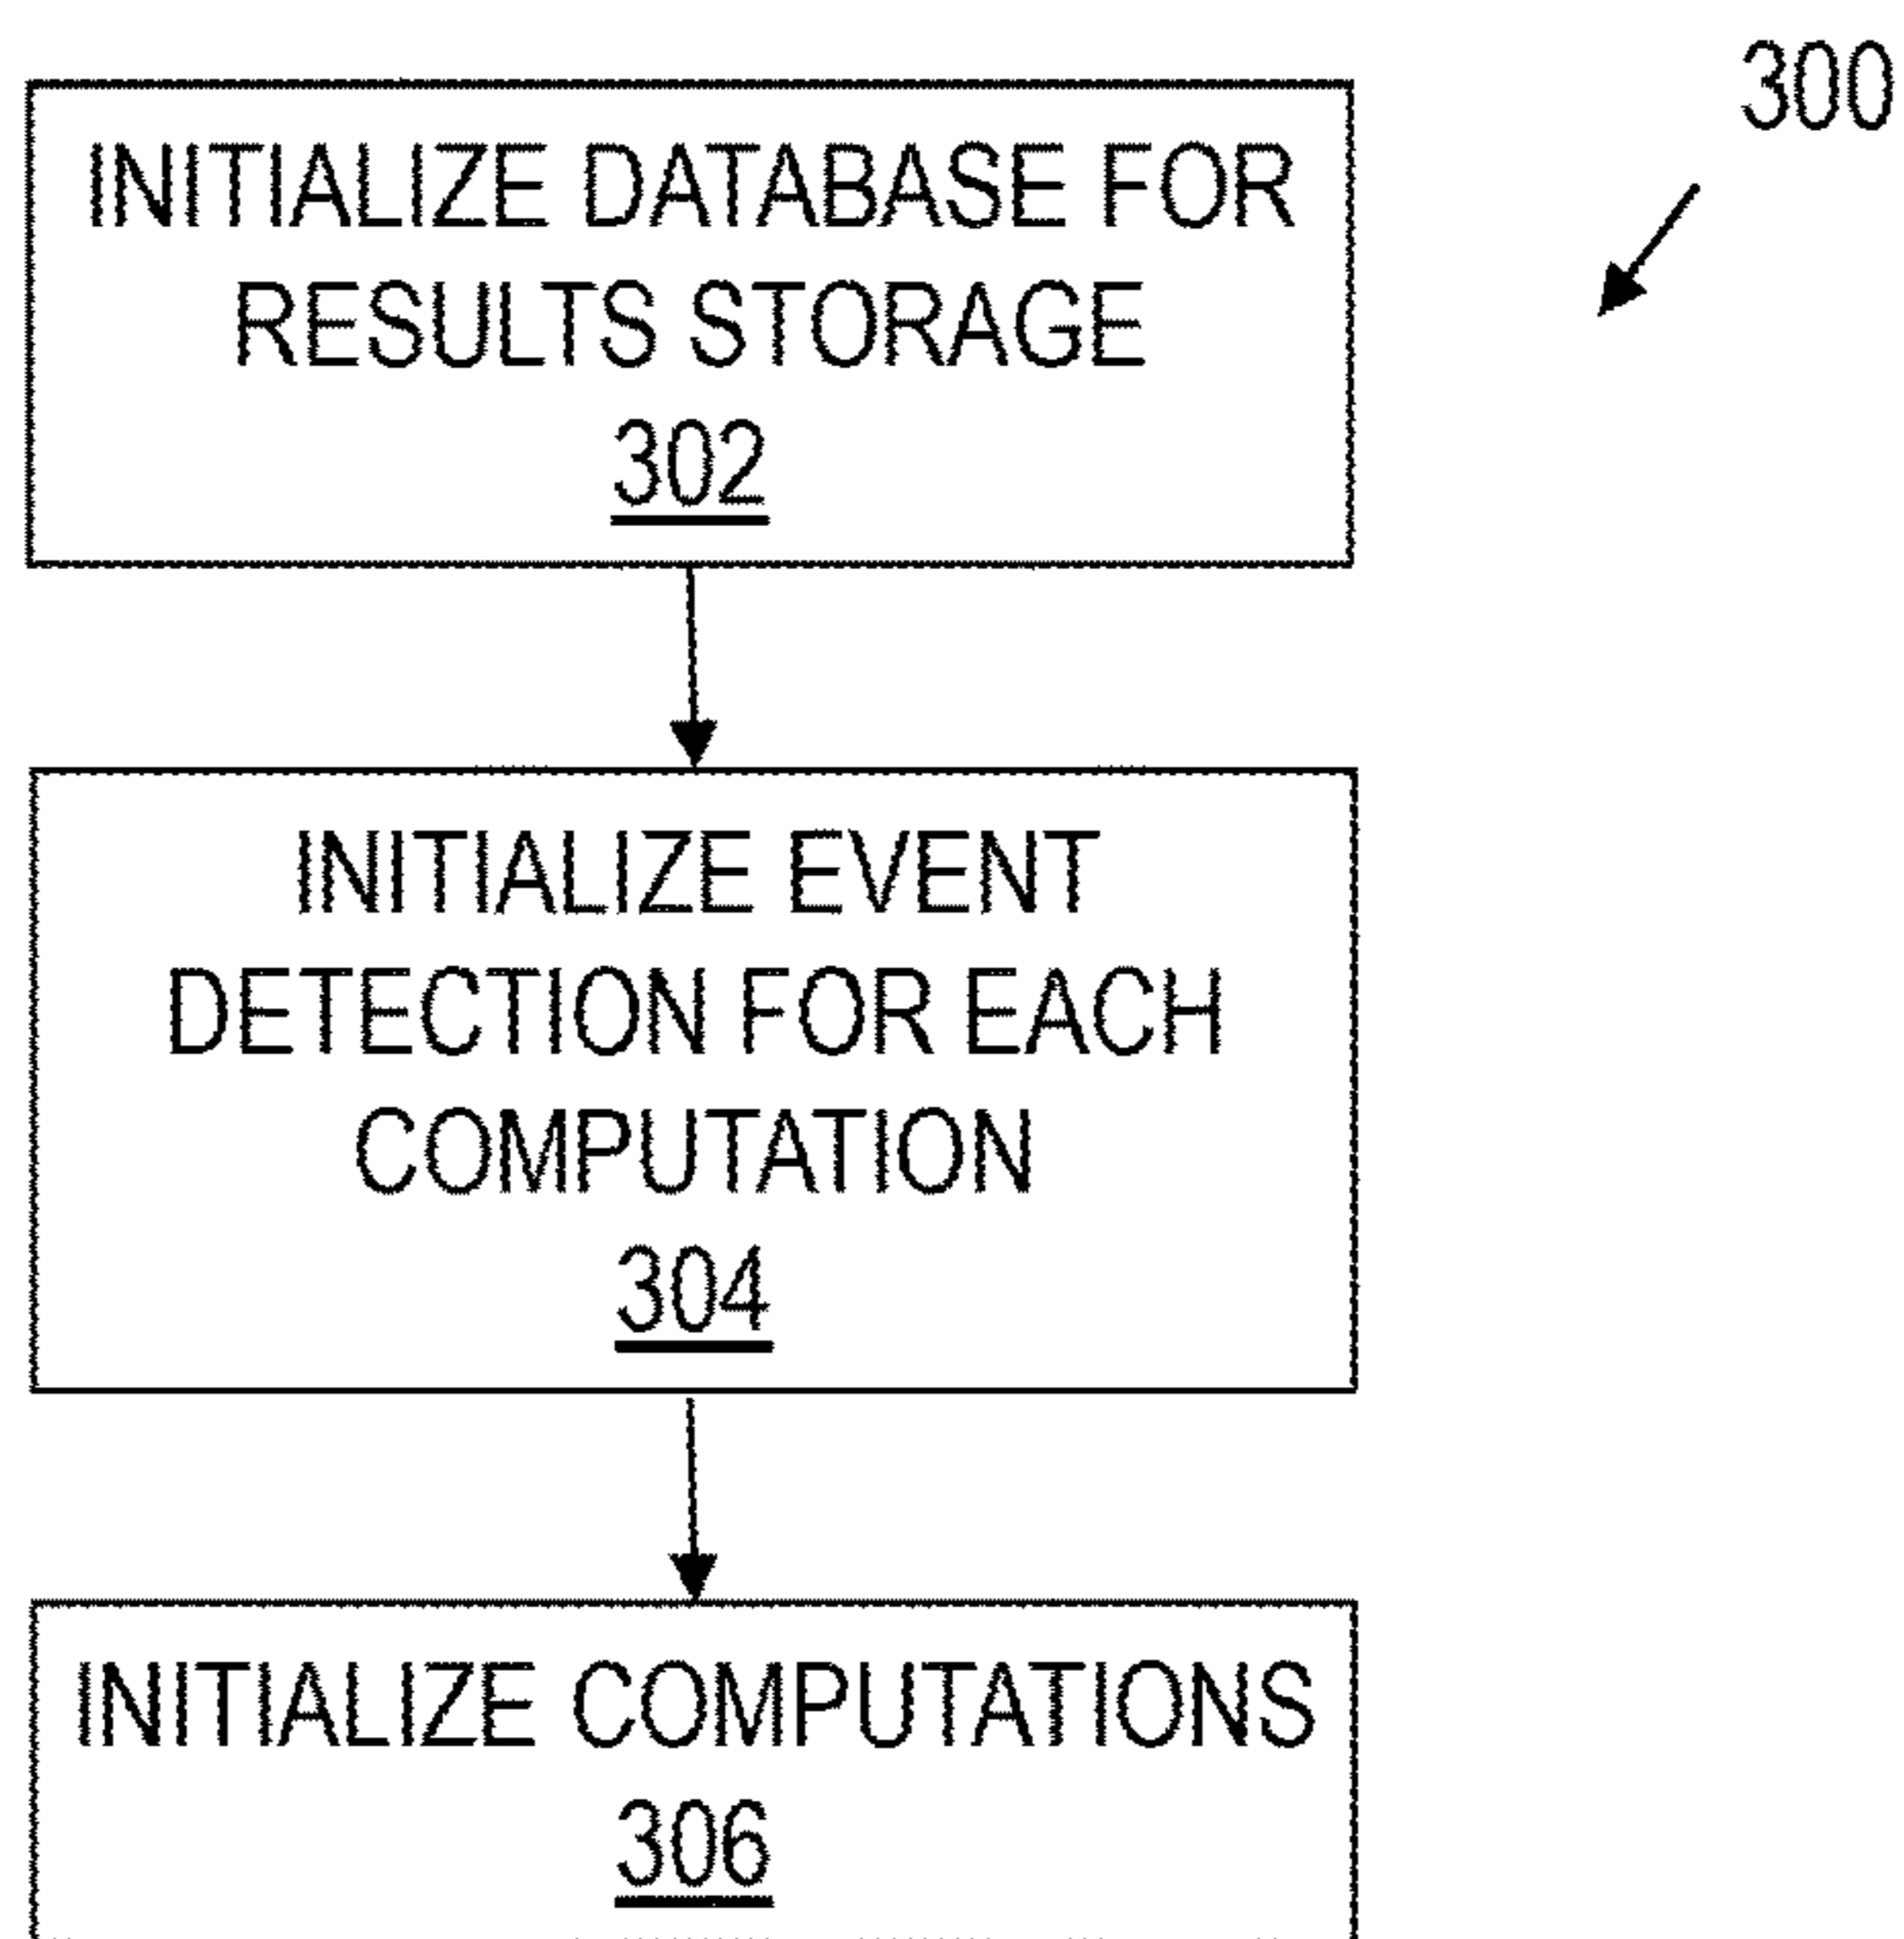 300
INITIALIZE DATABASE FOR
RESULTS STORAGE
302
INITIALIZE EVENT
DETECTION FOR EACH
COMPUTATION
304
INITIALIZE COMPUTATIONS
306